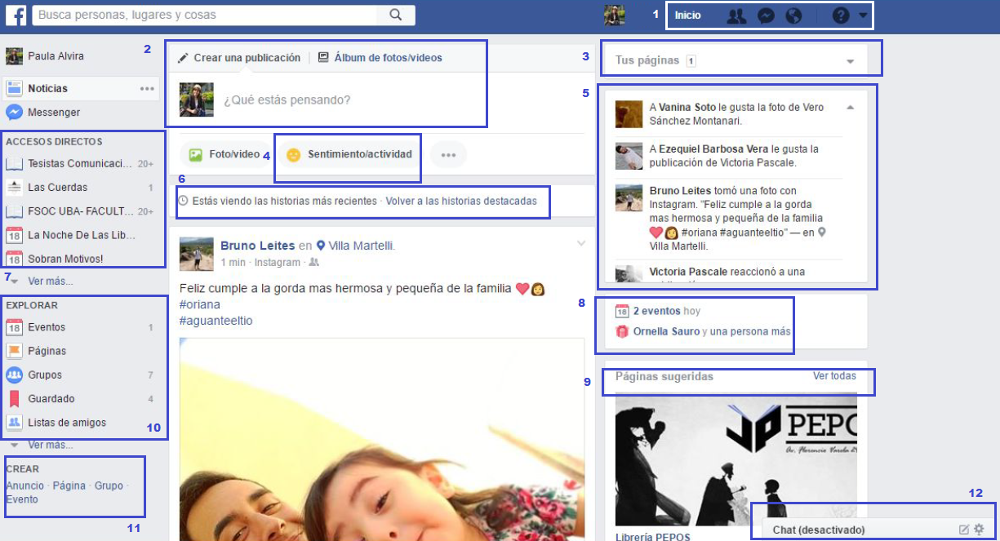 f Busca personas, lugares y cosas
1 Inicio ?
Paula Alvira
Noticias
Messenger
ACCESOS DIRECTOS
Tesistas Comunicaci... 20+
Las Cuerdas 1
FSOC UBA- FACULT... 20+
18 La Noche De Las Lib...
18 Sobran Motivos!
7
Ver más...
EXPLORAR
18 Eventos 1
Páginas
Grupos 7
Guardado 4
Listas de amigos
10
Ver más...
CREAR
Anuncio · Página · Grupo ·
Evento
11
2
Crear una publicación Álbum de fotos/videos
¿Qué estás pensando?
Foto/video 4 Sentimiento/actividad
6
Estás viendo las historias más recientes · Volver a las historias destacadas
Bruno Leites en Villa Martelli.
1 min · Instagram ·
Feliz cumple a la gorda mas hermosa y pequeña de la familia
#oriana
#aguanteeltio
3
Tus páginas 1
5
A Vanina Soto le gusta la foto de Vero
Sánchez Montanari.
A Ezequiel Barbosa Vera le gusta la
publicación de Victoria Pascale.
Bruno Leites tomó una foto con
Instagram. "Feliz cumple a la gorda
mas hermosa y pequeña de la familia
#oriana #aguanteeltio" — en
Villa Martelli.
Victoria Pascale reaccionó a una
8
18 2 eventos hoy
Ornella Sauro y una persona más
9
Páginas sugeridas Ver todas
JP PEPO
Av. Florencio Varela
Librería PEPOS
12
Chat (desactivado)